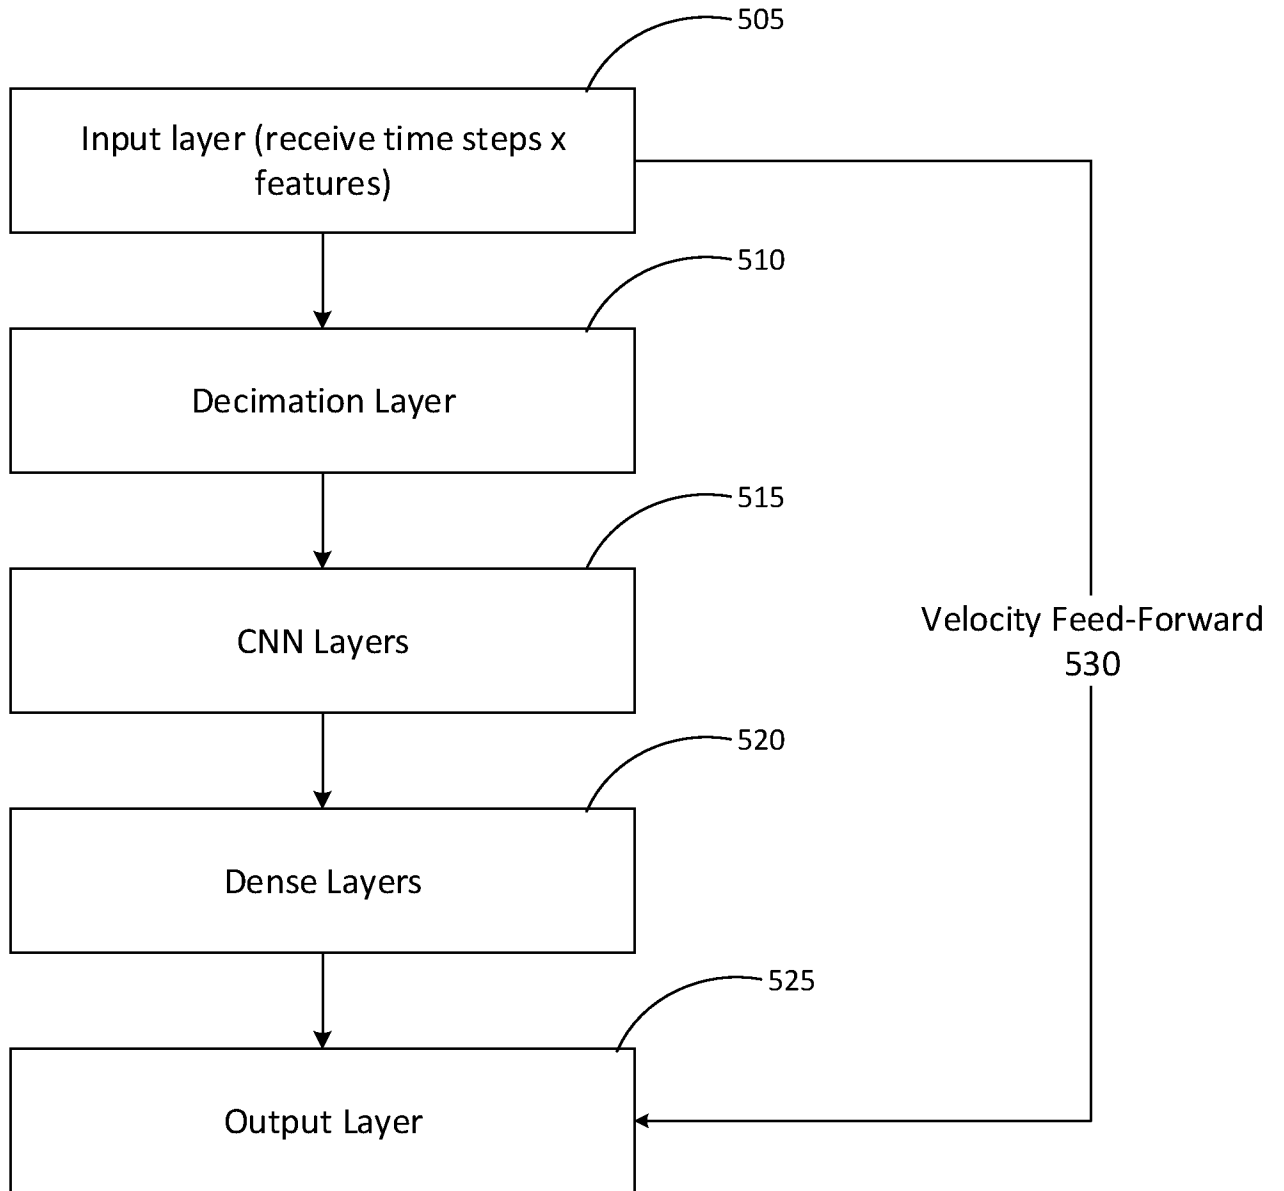 505
Input layer (receive time steps x
features)
510
Decimation Layer
515
CNN Layers
Velocity Feed-Forward
530
520
Dense Layers
525
Output Layer